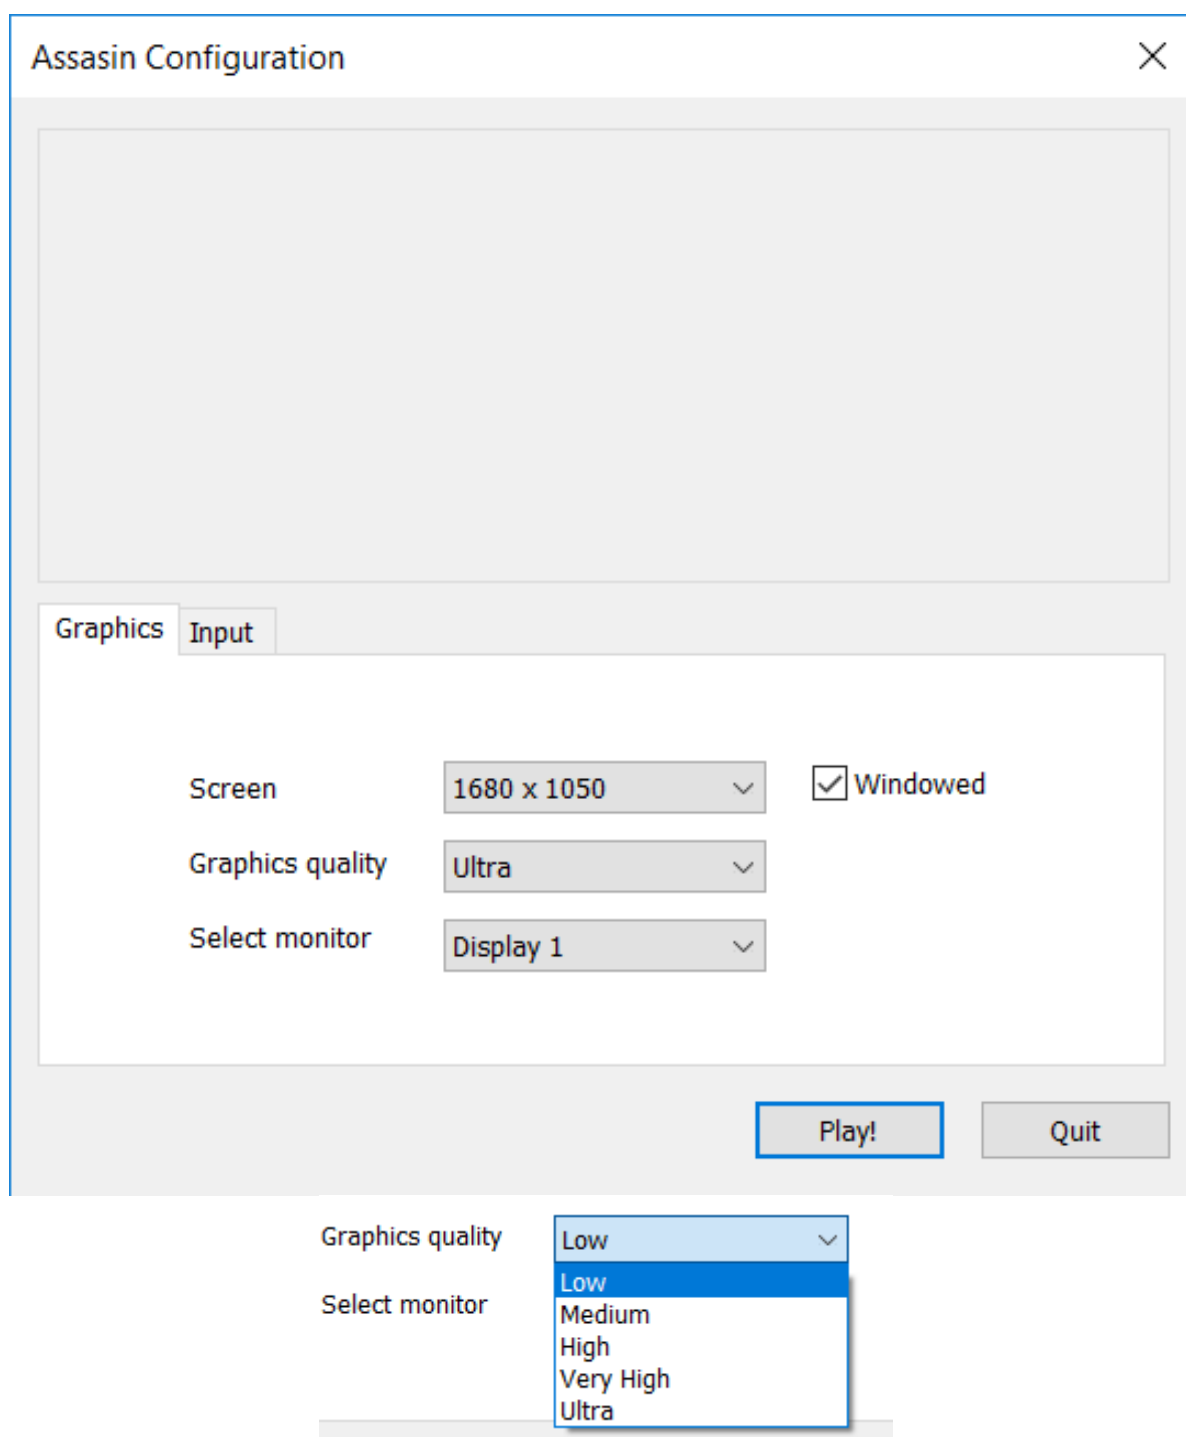 Assasin Configuration
Graphics Input
Screen 1680 x 1050 Windowed
Graphics quality Ultra
Select monitor Display 1
Play! Quit
Graphics quality Low
Low
Select monitor
Medium
High
Very High
Ultra